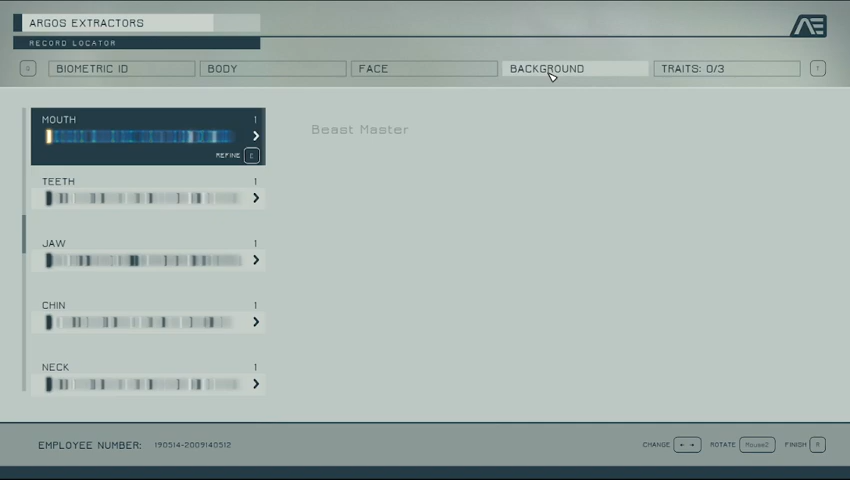 ARGOS EXTRACTORS
RECORD LOCATOR
BIOMETRIC ID
BODY
FACE
BACKGROUND
TRAITS: 0/3
MOUTH 1
REFINE E
TEETH 1
JAW 1
CHIN 1
NECK 1
Beast Master
EMPLOYEE NUMBER: 190514-2009140512
CHANGE
ROTATE Mouse2
FINISH R